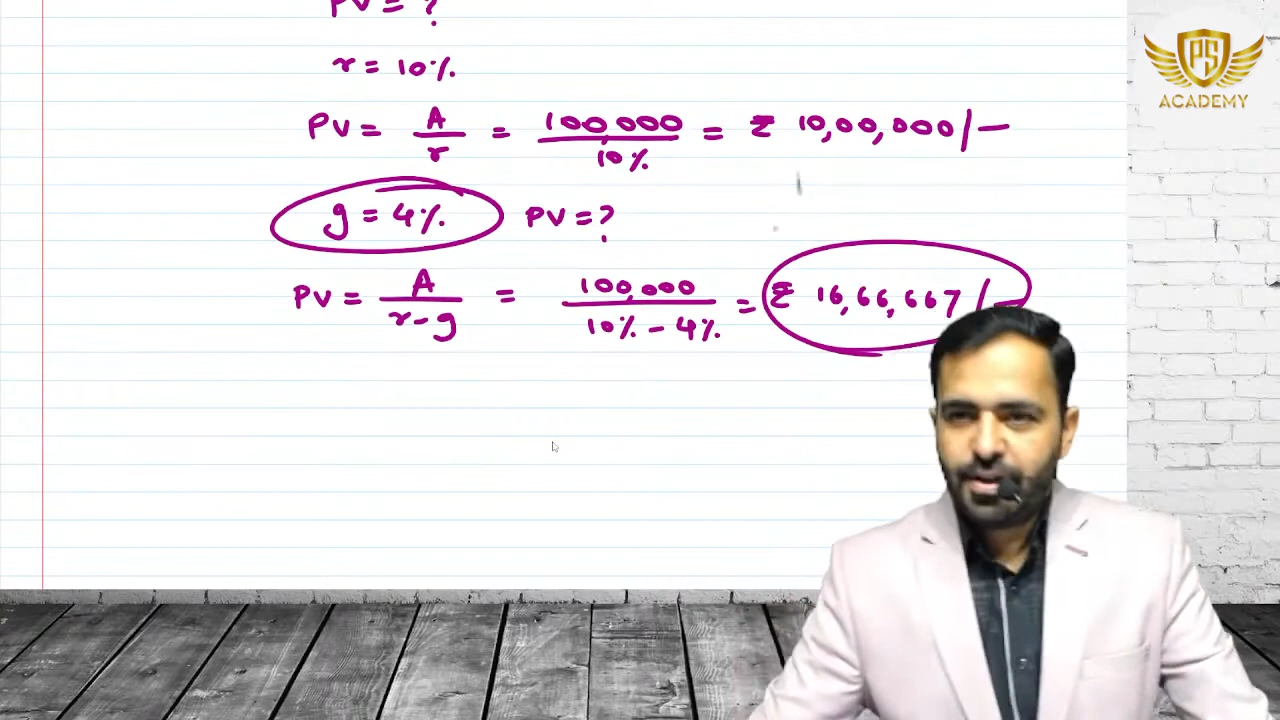 PV = ?
r = 10%
PV = A / r = 100,000 / 10% = ₹ 10,00,000/-
g = 4% PV = ?
PV = A / r-g = 100,000 / 10% - 4% = ₹ 16,66,667/-
PS
ACADEMY